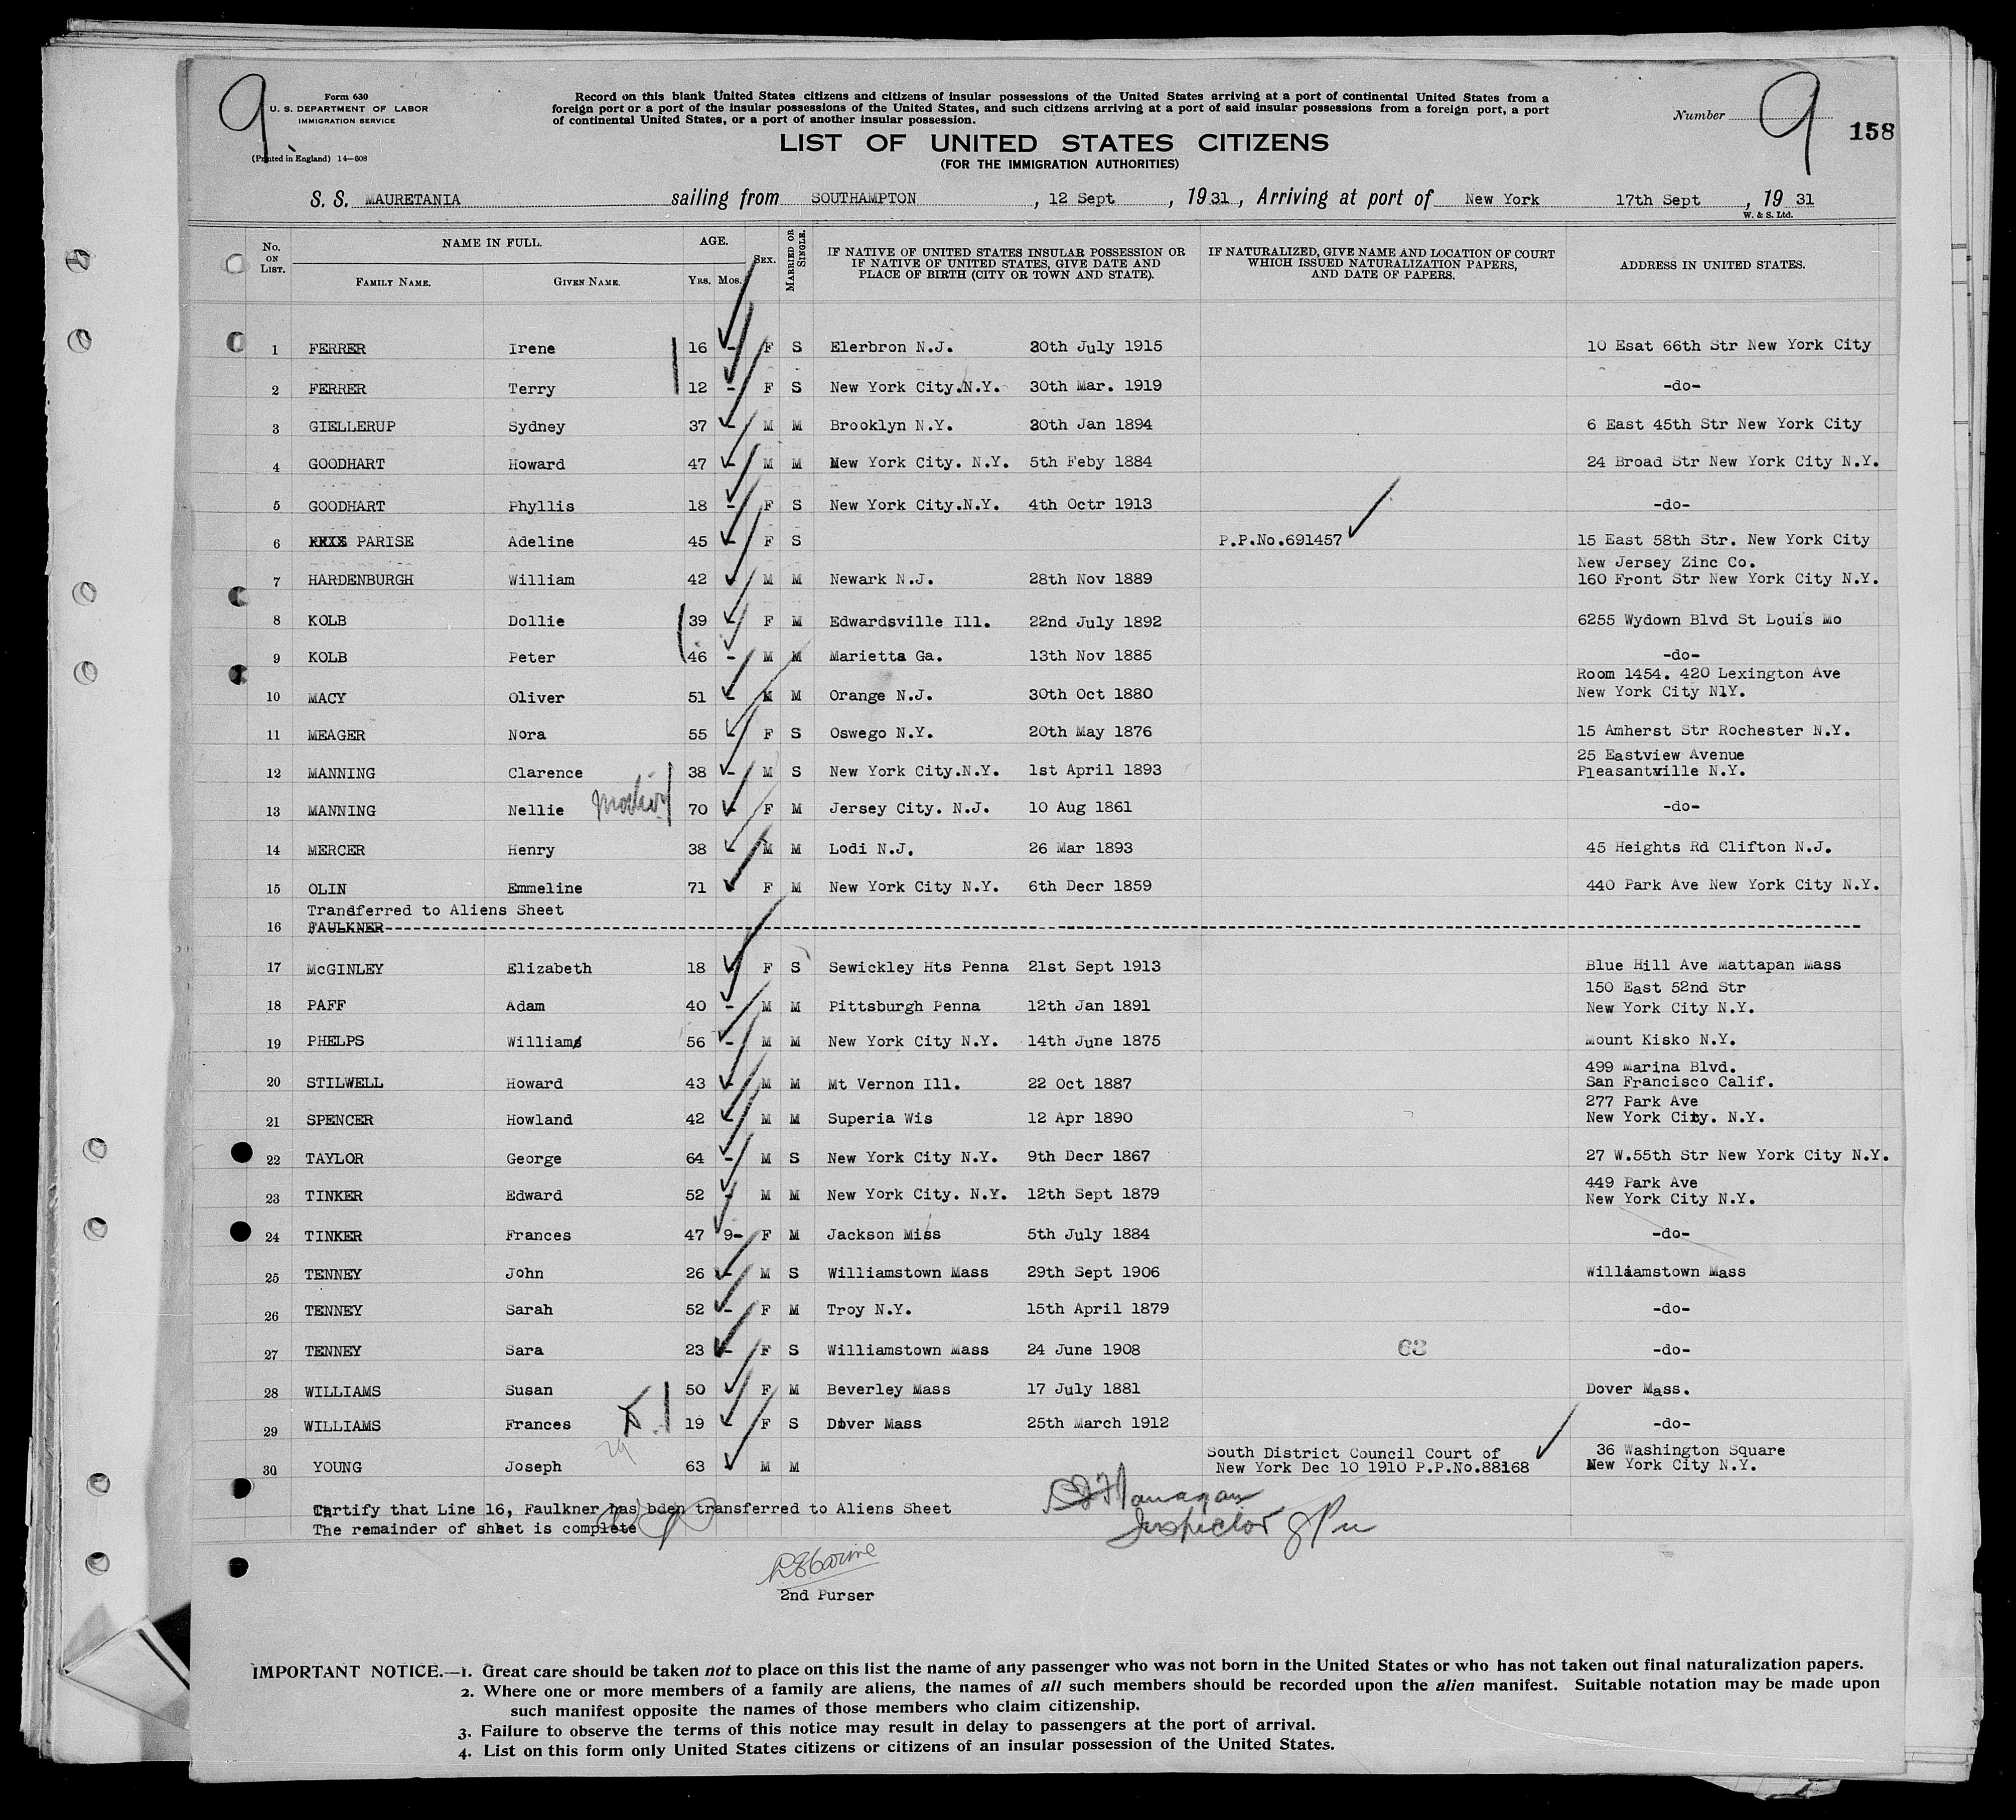 9
Form 630
U. S. DEPARTMENT OF LABOR
IMMIGRATION SERVICE
(Printed in England) 14—608
Record on this blank United States citizens and citizens of insular possessions of the United States arriving at a port of continental United States from a
foreign port or a port of the insular possessions of the United States, and such citizens arriving at a port of said insular possessions from a foreign port, a port
of continental United States, or a port of another insular possession.
Number 9
158
LIST OF UNITED STATES CITIZENS
(FOR THE IMMIGRATION AUTHORITIES)
S. S. MAURETANIA sailing from SOUTHAMPTON, 12 Sept, 1931, Arriving at port of New York 17th Sept, 19 31
W. & S. Ltd.
No. ON LIST. NAME IN FULL. FAMILY NAME. GIVEN NAME. AGE. YRS. MOS. SEX. MARRIED OR SINGLE. IF NATIVE OF UNITED STATES INSULAR POSSESSION OR IF NATIVE OF UNITED STATES, GIVE DATE AND PLACE OF BIRTH (CITY OR TOWN AND STATE). IF NATURALIZED, GIVE NAME AND LOCATION OF COURT WHICH ISSUED NATURALIZATION PAPERS, AND DATE OF PAPERS. ADDRESS IN UNITED STATES.
1 FERRER Irene 16 - F S Elerbron N.J. 30th July 1915 10 Esat 66th Str New York City
2 FERRER Terry 12 - F S New York City.N.Y. 30th Mar. 1919 -do-
3 GIELLERUP Sydney 37 - M M Brooklyn N.Y. 30th Jan 1894 6 East 45th Str New York City
4 GOODHART Howard 47 - M M New York City. N.Y. 5th Feby 1884 24 Broad Str New York City N.Y.
5 GOODHART Phyllis 18 - F S New York City.N.Y. 4th Octr 1913 -do-
6 PARISE Adeline 45 - F S P.P.No.691457 15 East 58th Str. New York City
7 HARDENBURGH William 42 - M M Newark N.J. 28th Nov 1889 New Jersey Zinc Co.
160 Front Str New York City N.Y.
8 KOLB Dollie 39 - F M Edwardsville Ill. 22nd July 1892 6255 Wydown Blvd St Louis Mo
9 KOLB Peter 46 - M M Marietta Ga. 13th Nov 1885 -do-
10 MACY Oliver 51 - M M Orange N.J. 30th Oct 1880 Room 1454. 420 Lexington Ave
New York City N1Y.
11 MEAGER Nora 55 - F S Oswego N.Y. 20th May 1876 15 Amherst Str Rochester N.Y.
12 MANNING Clarence 38 - M S New York City.N.Y. 1st April 1893 25 Eastview Avenue
Pleasantville N.Y.
13 MANNING Nellie mother 70 - F M Jersey City. N.J. 10 Aug 1861 -do-
14 MERCER Henry 38 - M M Lodi N.J. 26 Mar 1893 45 Heights Rd Clifton N.J.
15 OLIN Emmeline 71 - F M New York City N.Y. 6th Decr 1859 440 Park Ave New York City N.Y.
Transferred to Aliens Sheet
16 FAULKNER
17 McGINLEY Elizabeth 18 - F S Sewickley Hts Penna 21st Sept 1913 Blue Hill Ave Mattapan Mass
18 PAFF Adam 40 - M M Pittsburgh Penna 12th Jan 1891 150 East 52nd Str
New York City N.Y.
19 PHELPS Williams 56 - M M New York City N.Y. 14th June 1875 Mount Kisko N.Y.
20 STILWELL Howard 43 - M M Mt Vernon Ill. 22 Oct 1887 499 Marina Blvd.
San Francisco Calif.
21 SPENCER Howland 42 - M M Superia Wis 12 Apr 1890 277 Park Ave
New York City. N.Y.
22 TAYLOR George 64 - M S New York City N.Y. 9th Decr 1867 27 W.55th Str New York City N.Y.
23 TINKER Edward 52 - M M New York City. N.Y. 12th Sept 1879 449 Park Ave
New York City N.Y.
24 TINKER Frances 47 9- F M Jackson Miss 5th July 1884 -do-
25 TENNEY John 26 - M S Williamstown Mass 29th Sept 1906 Williamstown Mass
26 TENNEY Sarah 52 - F M Troy N.Y. 15th April 1879 -do-
27 TENNEY Sara 23 - F S Williamstown Mass 24 June 1908 63 -do-
28 WILLIAMS Susan 50 F M Beverley Mass 17 July 1881 Dover Mass.
29 WILLIAMS Frances 19 - F S Dover Mass 25th March 1912 -do-
30 YOUNG Joseph 63 M M South District Council Court of
New York Dec 10 1910 P.P.No.88168 36 Washington Square
New York City N.Y.
Certify that Line 16, Faulkner has bden transferred to Aliens Sheet
The remainder of sheet is complete
Flanagan
Inspector
2nd Purser
IMPORTANT NOTICE.—1. Great care should be taken not to place on this list the name of any passenger who was not born in the United States or who has not taken out final naturalization papers.
2. Where one or more members of a family are aliens, the names of all such members should be recorded upon the alien manifest. Suitable notation may be made upon
such manifest opposite the names of those members who claim citizenship.
3. Failure to observe the terms of this notice may result in delay to passengers at the port of arrival.
4. List on this form only United States citizens or citizens of an insular possession of the United States.